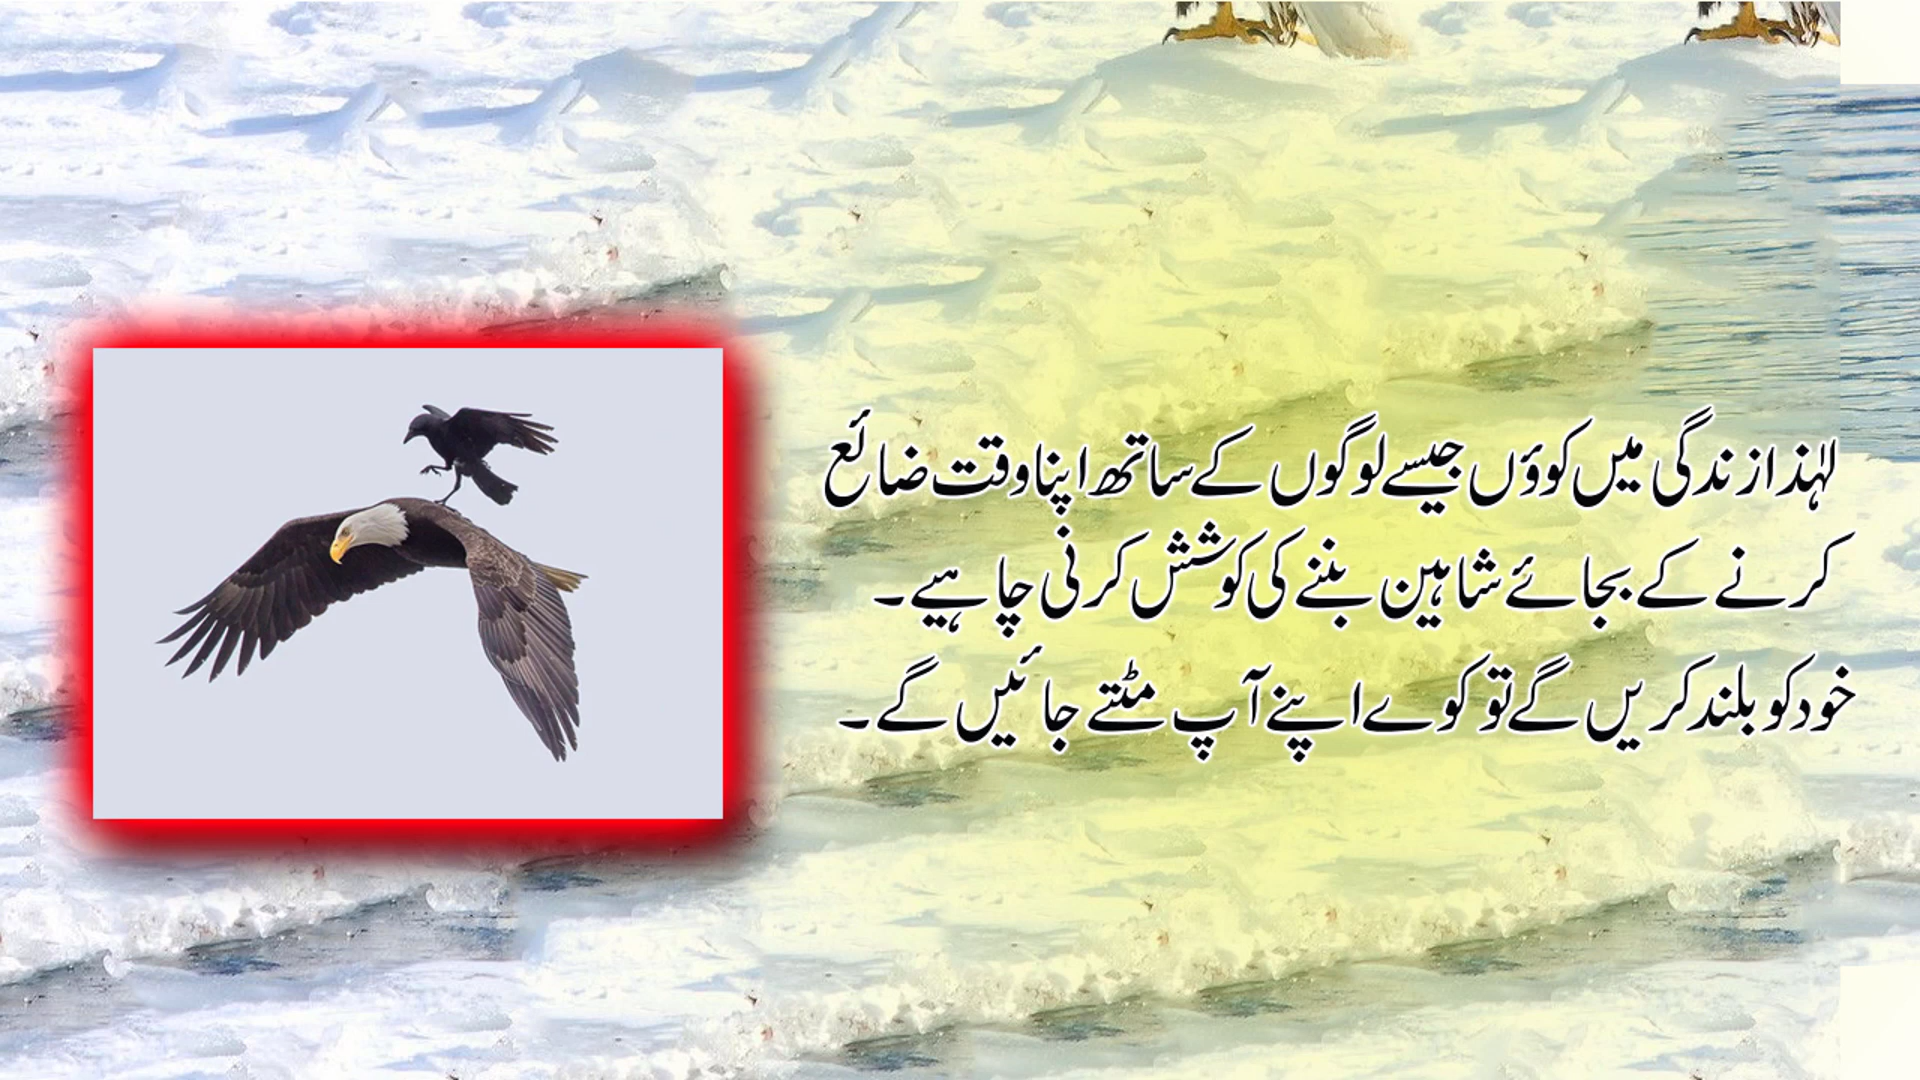 لہٰذا زندگی میں کوؤں جیسے لوگوں کے ساتھ اپنا وقت ضائع
کرنے کے بجائے شاہین بننے کی کوشش کرنی چاہیے۔
خود کو بلند کریں گے تو کوے اپنے آپ مٹتے جائیں گے۔